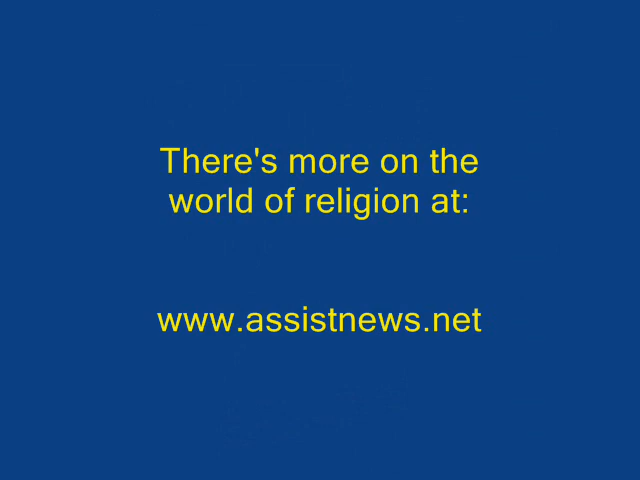 There's more on the
world of religion at:
www.assistnews.net